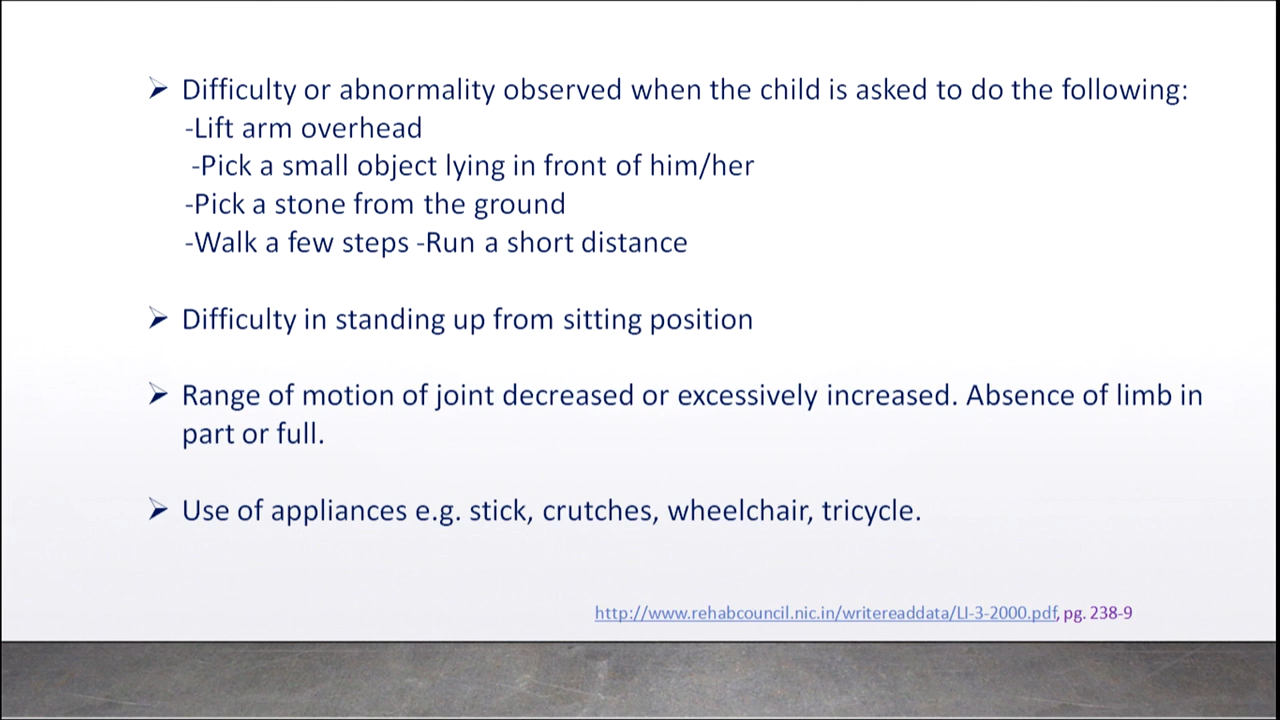 Difficulty or abnormality observed when the child is asked to do the following:
-Lift arm overhead
-Pick a small object lying in front of him/her
-Pick a stone from the ground
-Walk a few steps -Run a short distance
Difficulty in standing up from sitting position
Range of motion of joint decreased or excessively increased. Absence of limb in
part or full.
Use of appliances e.g. stick, crutches, wheelchair, tricycle.
http://www.rehabcouncil.nic.in/writereaddata/LI-3-2000.pdf, pg. 238-9